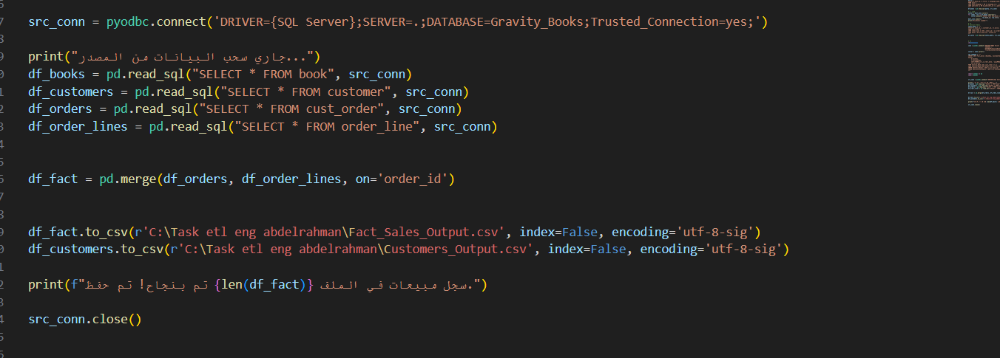 src_conn = pyodbc.connect('DRIVER={SQL Server};SERVER=.;DATABASE=Gravity_Books;Trusted_Connection=yes;')
print("جاري سحب البيانات من المصدر...")
df_books = pd.read_sql("SELECT * FROM book", src_conn)
df_customers = pd.read_sql("SELECT * FROM customer", src_conn)
df_orders = pd.read_sql("SELECT * FROM cust_order", src_conn)
df_order_lines = pd.read_sql("SELECT * FROM order_line", src_conn)
df_fact = pd.merge(df_orders, df_order_lines, on='order_id')
df_fact.to_csv(r'C:\Task etl eng abdelrahman\Fact_Sales_Output.csv', index=False, encoding='utf-8-sig')
df_customers.to_csv(r'C:\Task etl eng abdelrahman\Customers_Output.csv', index=False, encoding='utf-8-sig')
print(f"تم بنجاح! تم حفظ {len(df_fact)} سجل مبيعات في الملف.")
src_conn.close()